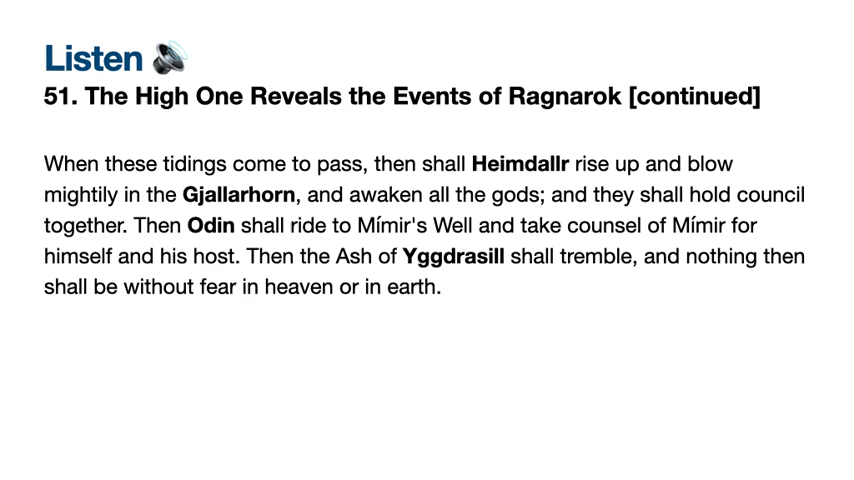 Listen 🔊
51. The High One Reveals the Events of Ragnarok [continued]
When these tidings come to pass, then shall Heimdallr rise up and blow
mightily in the Gjallarhorn, and awaken all the gods; and they shall hold council
together. Then Odin shall ride to Mímir's Well and take counsel of Mímir for
himself and his host. Then the Ash of Yggdrasill shall tremble, and nothing then
shall be without fear in heaven or in earth.